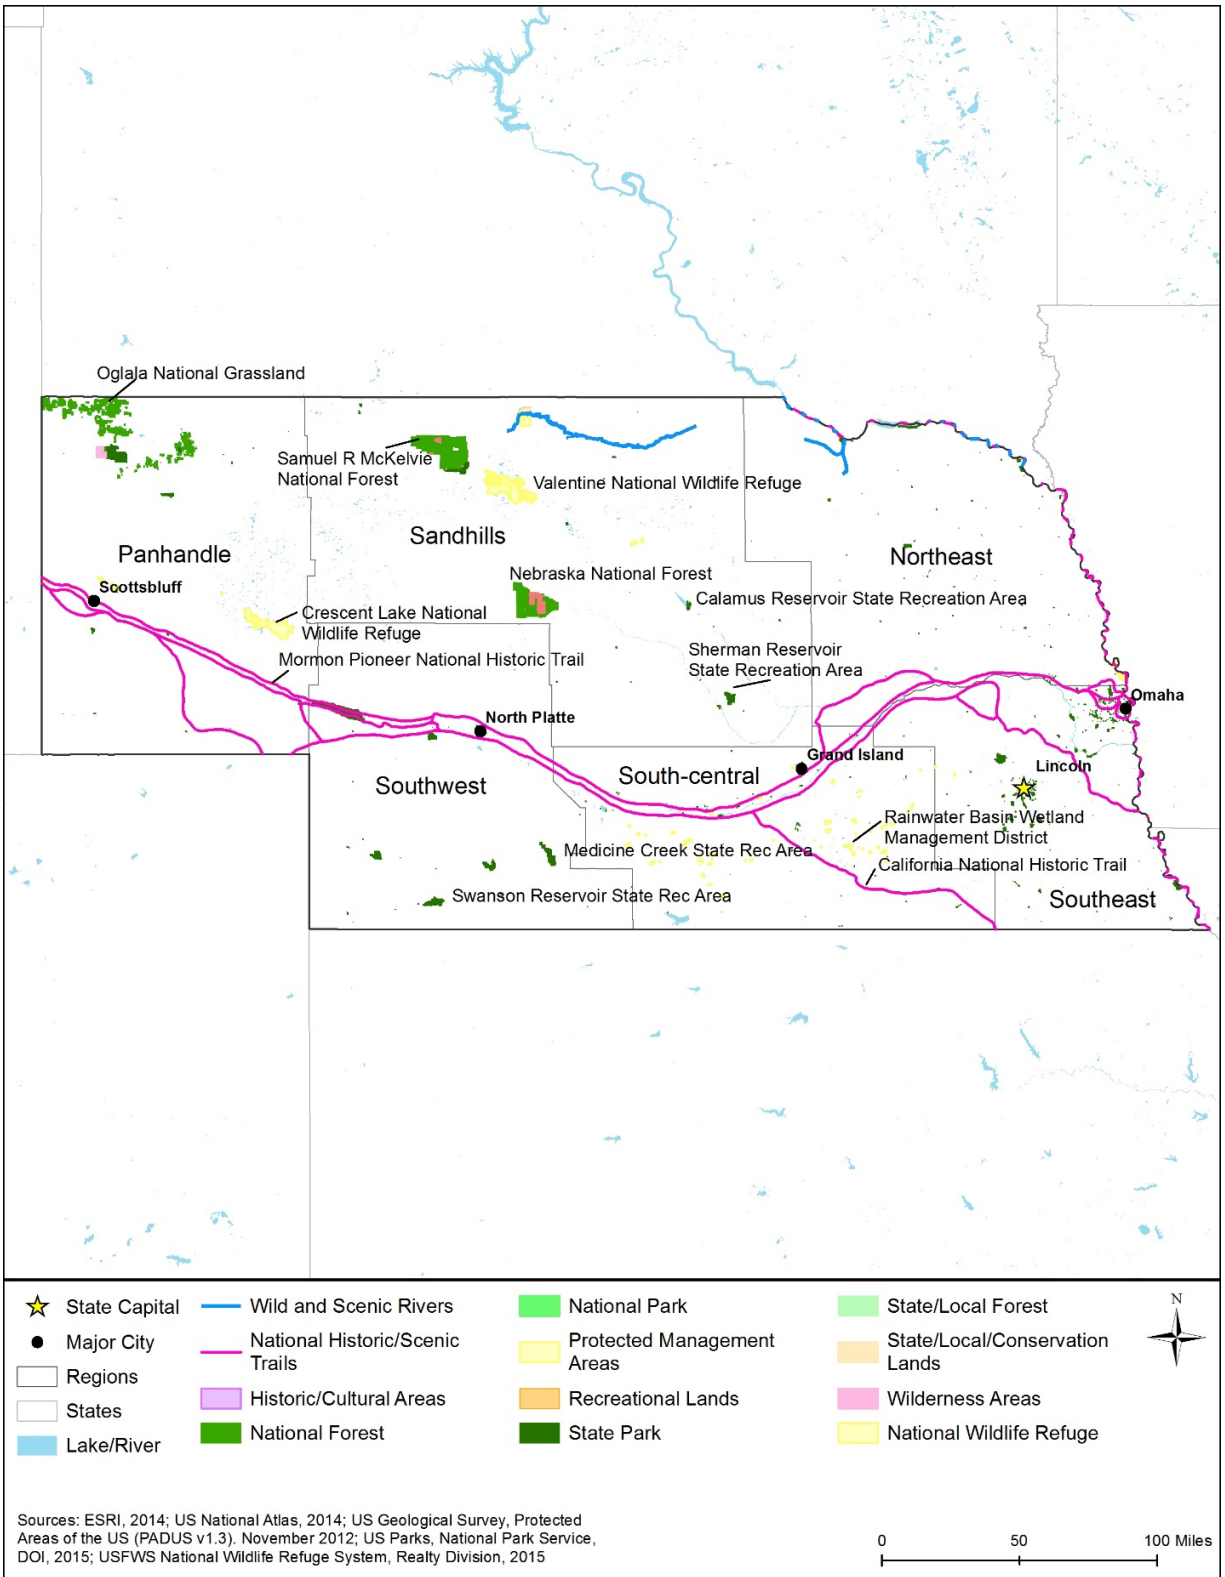 Oglala National Grassland
Samuel R McKelvie
National Forest
Valentine National Wildlife Refuge
Sandhills
Panhandle
Northeast
Nebraska National Forest
Scottsbluff
Calamus Reservoir State Recreation Area
Crescent Lake National
Wildlife Refuge
Sherman Reservoir
State Recreation Area
Mormon Pioneer National Historic Trail
Omaha
North Platte
Grand Island
Lincoln
South-central
Southwest
Rainwater Basin Wetland
Management District
Medicine Creek State Rec Area
California National Historic Trail
Swanson Reservoir State Rec Area
Southeast
State Capital
Major City
Regions
States
Lake/River
Wild and Scenic Rivers
National Historic/Scenic
Trails
Historic/Cultural Areas
National Forest
National Park
Protected Management
Areas
Recreational Lands
State Park
State/Local Forest
State/Local/Conservation
Lands
Wilderness Areas
National Wildlife Refuge
N
Sources: ESRI, 2014; US National Atlas, 2014; US Geological Survey, Protected
Areas of the US (PADUS v1.3). November 2012; US Parks, National Park Service,
DOI, 2015; USFWS National Wildlife Refuge System, Realty Division, 2015
0 50 100 Miles